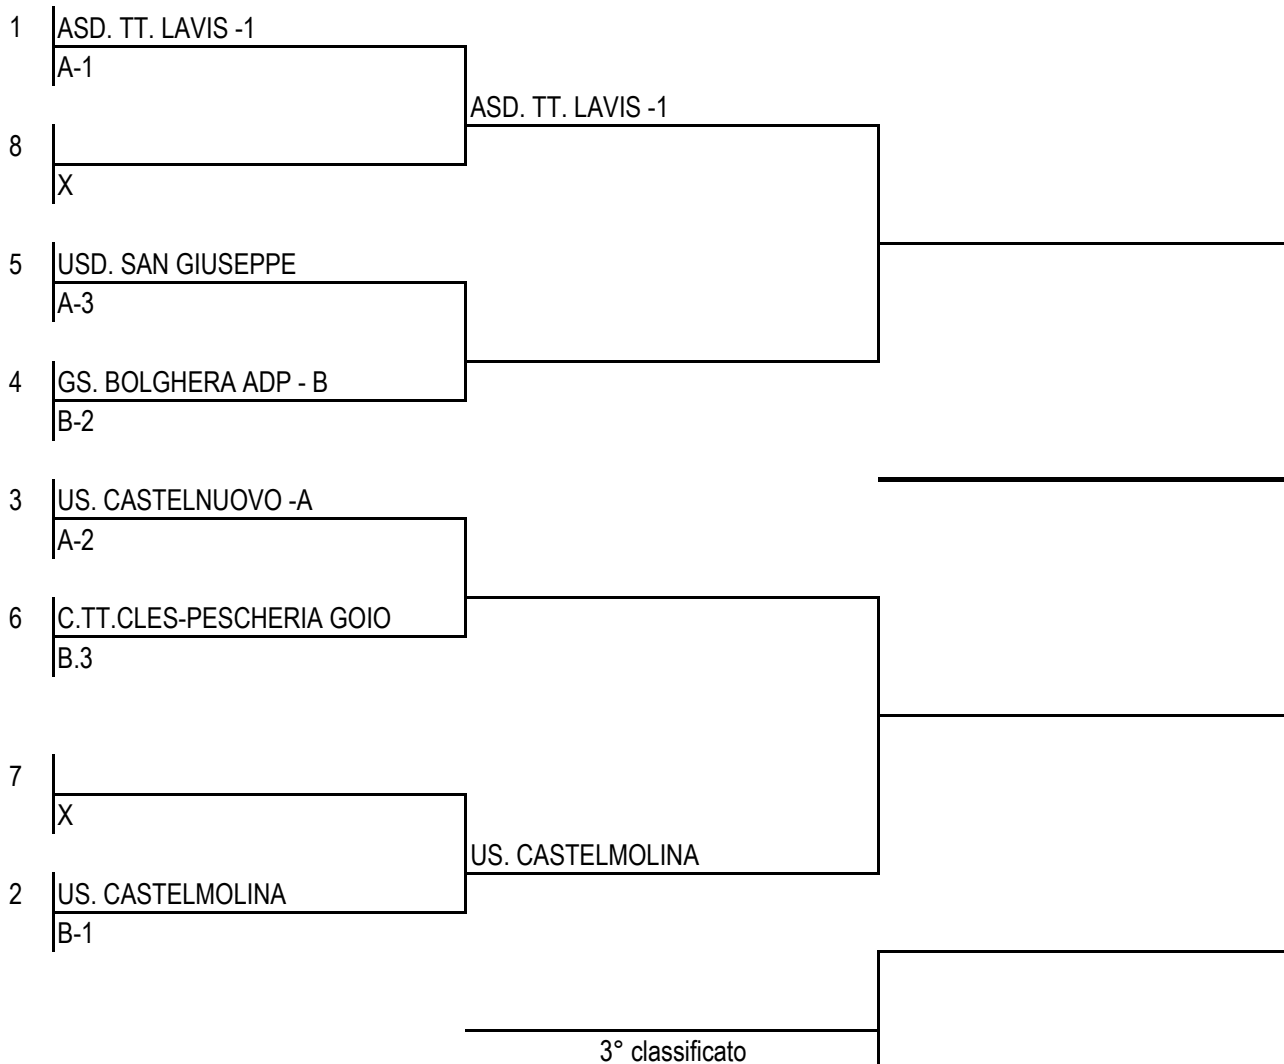 1 ASD. TT. LAVIS -1
A-1
ASD. TT. LAVIS -1
8
X
5 USD. SAN GIUSEPPE
A-3
4 GS. BOLGHERA ADP - B
B-2
3 US. CASTELNUOVO -A
A-2
6 C.TT.CLES-PESCHERIA GOIO
B.3
7
X
US. CASTELMOLINA
2 US. CASTELMOLINA
B-1
3° classificato